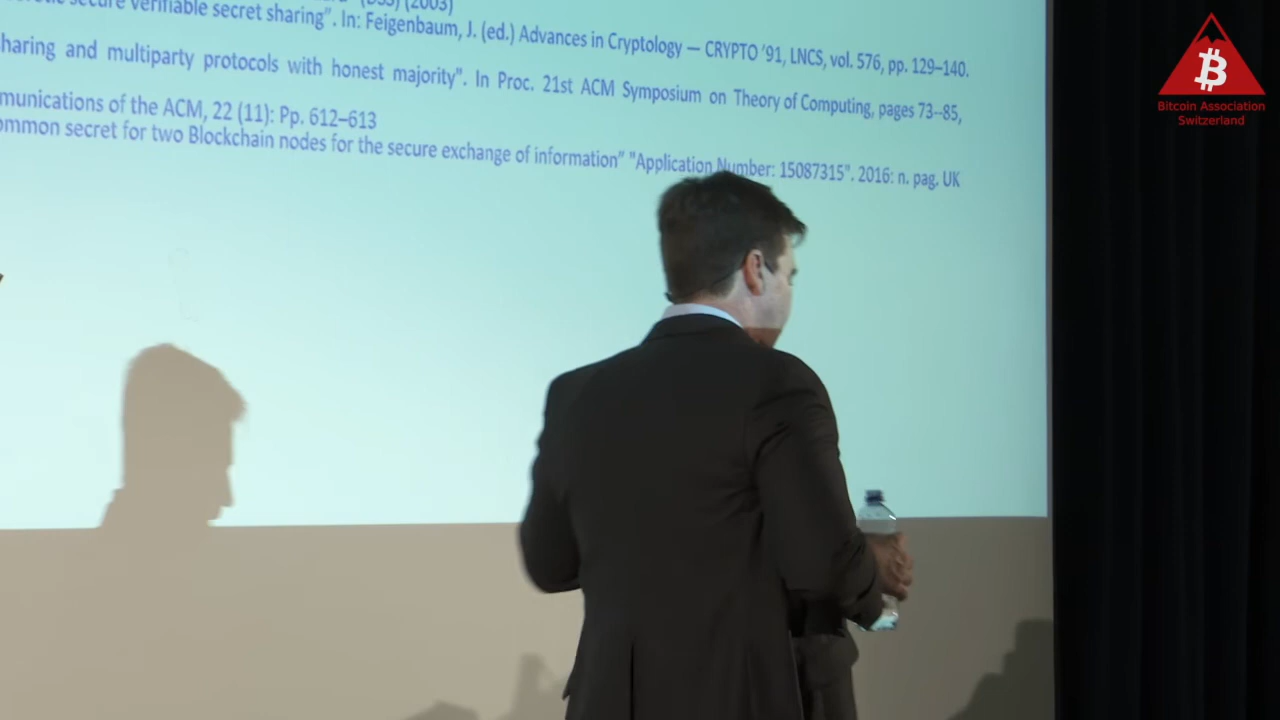 (DSS) (2003)
secure verifiable secret sharing”. In: Feigenbaum, J. (ed.) Advances in Cryptology — CRYPTO ’91, LNCS, vol. 576, pp. 129–140.
haring and multiparty protocols with honest majority”. In Proc. 21st ACM Symposium on Theory of Computing, pages 73--85,
munications of the ACM, 22 (11): Pp. 612–613
ommon secret for two Blockchain nodes for the secure exchange of information” "Application Number: 15087315". 2016: n. pag. UK
Bitcoin Association
Switzerland